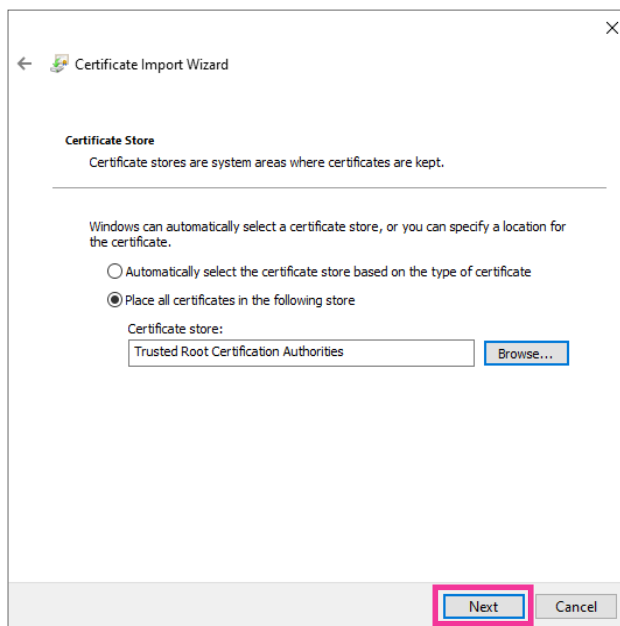 Certificate Import Wizard
Certificate Store
Certificate stores are system areas where certificates are kept.
Windows can automatically select a certificate store, or you can specify a location for
the certificate.
Automatically select the certificate store based on the type of certificate
Place all certificates in the following store
Certificate store:
Trusted Root Certification Authorities
Browse...
Next
Cancel